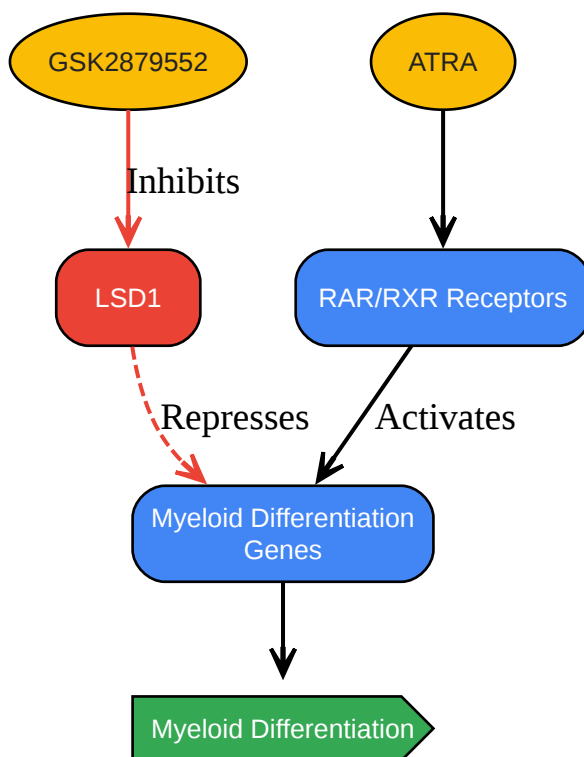 GSK2879552
ATRA
Inhibits
LSD1
RAR/RXR Receptors
Represses
Activates
Myeloid Differentiation
Genes
Myeloid Differentiation